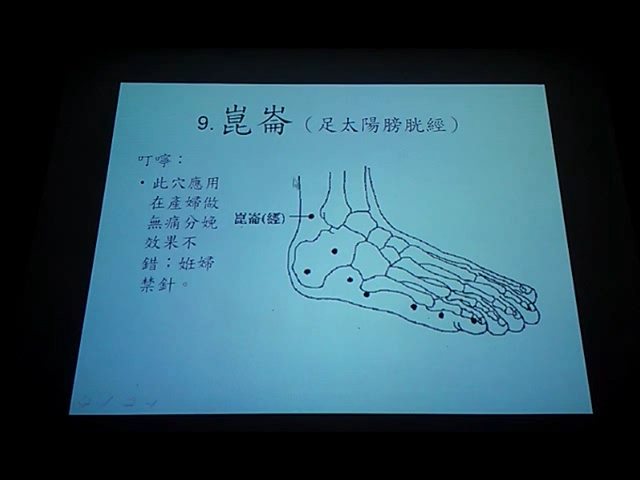 9. 崑崙（足太陽膀胱經）
叮嚀：
・此穴應用
在產婦做
無痛分娩
效果不
錯；姙婦
禁針。
崑崙(經)